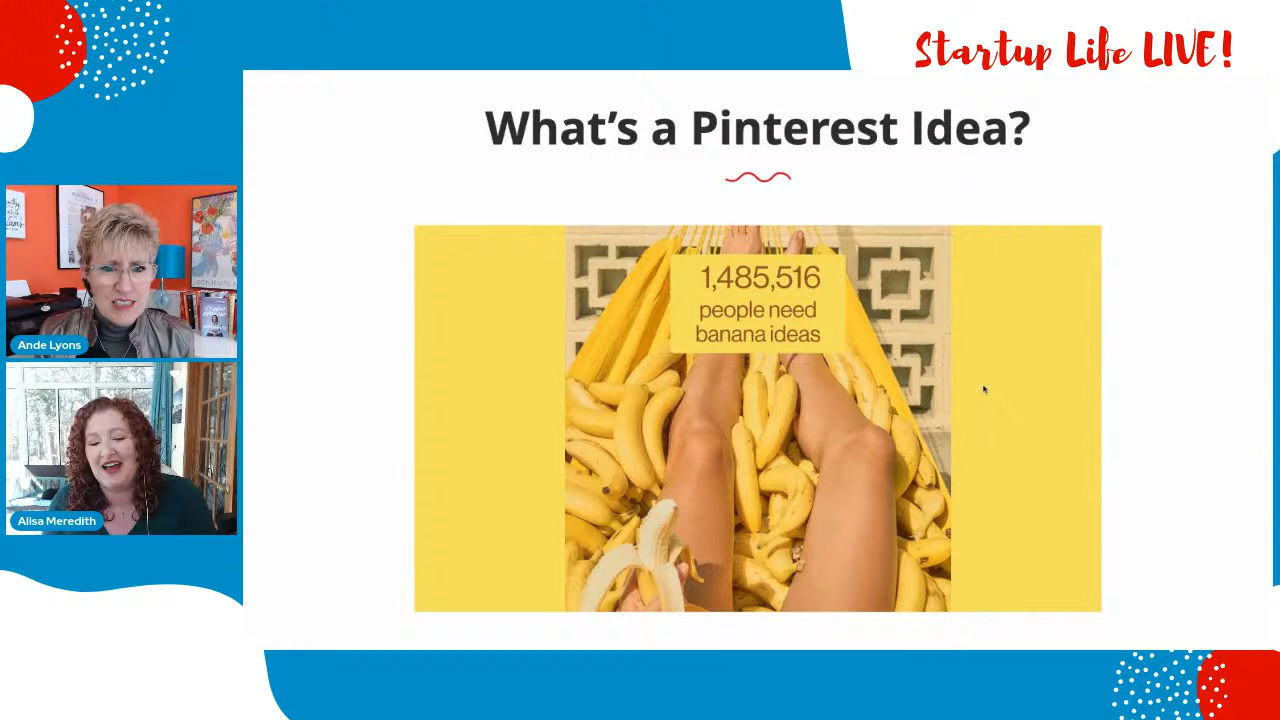 Startup Life LIVE!
What's a Pinterest Idea?
1,485,516
people need
banana ideas
Ande Lyons
Alisa Meredith